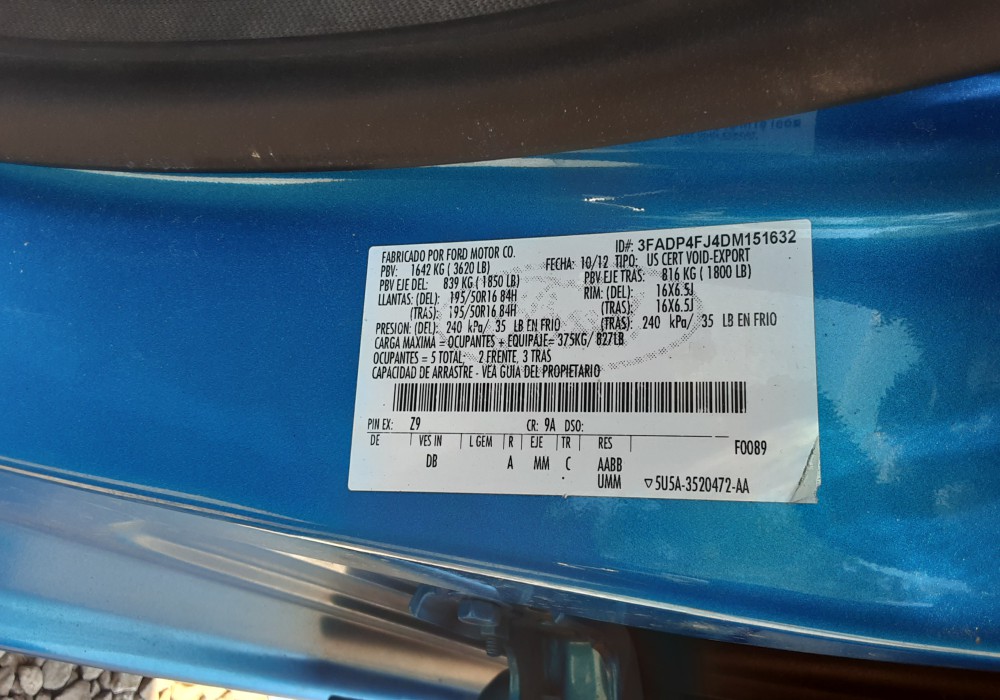 FABRICADO POR FORD MOTOR CO. ID#: 3FADP4FJ4DM151632
PBV: 1642 KG ( 3620 LB) FECHA: 10/12 TIPO: US CERT VOID-EXPORT
PBV EJE DEL: 839 KG ( 1850 LB) PBV EJE TRAS: 816 KG ( 1800 LB)
LLANTAS: (DEL): 195/50R16 84H RIM: (DEL): 16X6.5J
(TRAS): 195/50R16 84H (TRAS): 16X6.5J
PRESION: (DEL): 240 kPa/ 35 LB EN FRIO (TRAS): 240 kPa/ 35 LB EN FRIO
CARGA MAXIMA = OCUPANTES + EQUIPAJE= 375KG/ 827LB
OCUPANTES = 5 TOTAL: 2 FRENTE, 3 TRAS
CAPACIDAD DE ARRASTRE - VEA GUIA DEL PROPIETARIO
PIN EX: Z9 CR: 9A DSO:
DE VES IN L GEM R EJE TR RES F0089
DB A MM C AABB
UMM ▽5U5A-3520472-AA